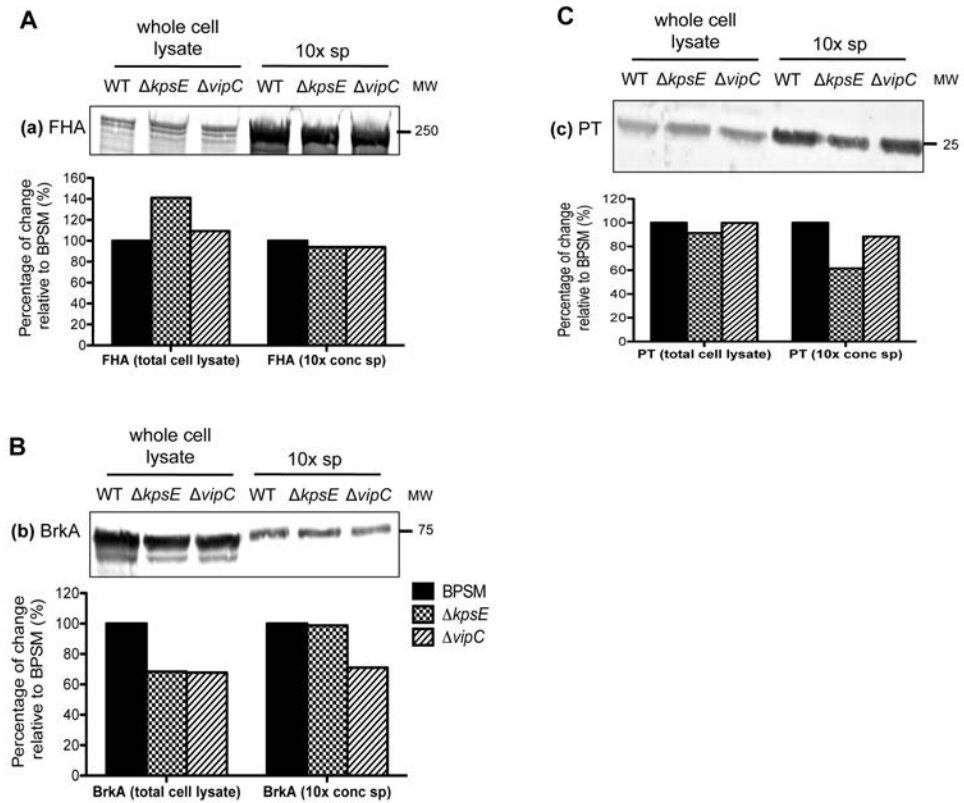 A
whole cell
lysate
10x sp
WT ΔkpsE ΔvipC WT ΔkpsE ΔvipC MW
(a) FHA
250
Percentage of change
relative to BPSM (%)
160
140
120
100
80
60
40
20
0
FHA (total cell lysate) FHA (10x conc sp)
C
whole cell
lysate
10x sp
WT ΔkpsE ΔvipC WT ΔkpsE ΔvipC MW
(c) PT
25
Percentage of change
relative to BPSM (%)
120
100
80
60
40
20
0
PT (total cell lysate) PT (10x conc sp)
B
whole cell
lysate
10x sp
WT ΔkpsE ΔvipC WT ΔkpsE ΔvipC MW
(b) BrkA
75
Percentage of change
relative to BPSM (%)
120
100
80
60
40
20
0
BrkA (total cell lysate) BrkA (10x conc sp)
BPSM
ΔkpsE
ΔvipC